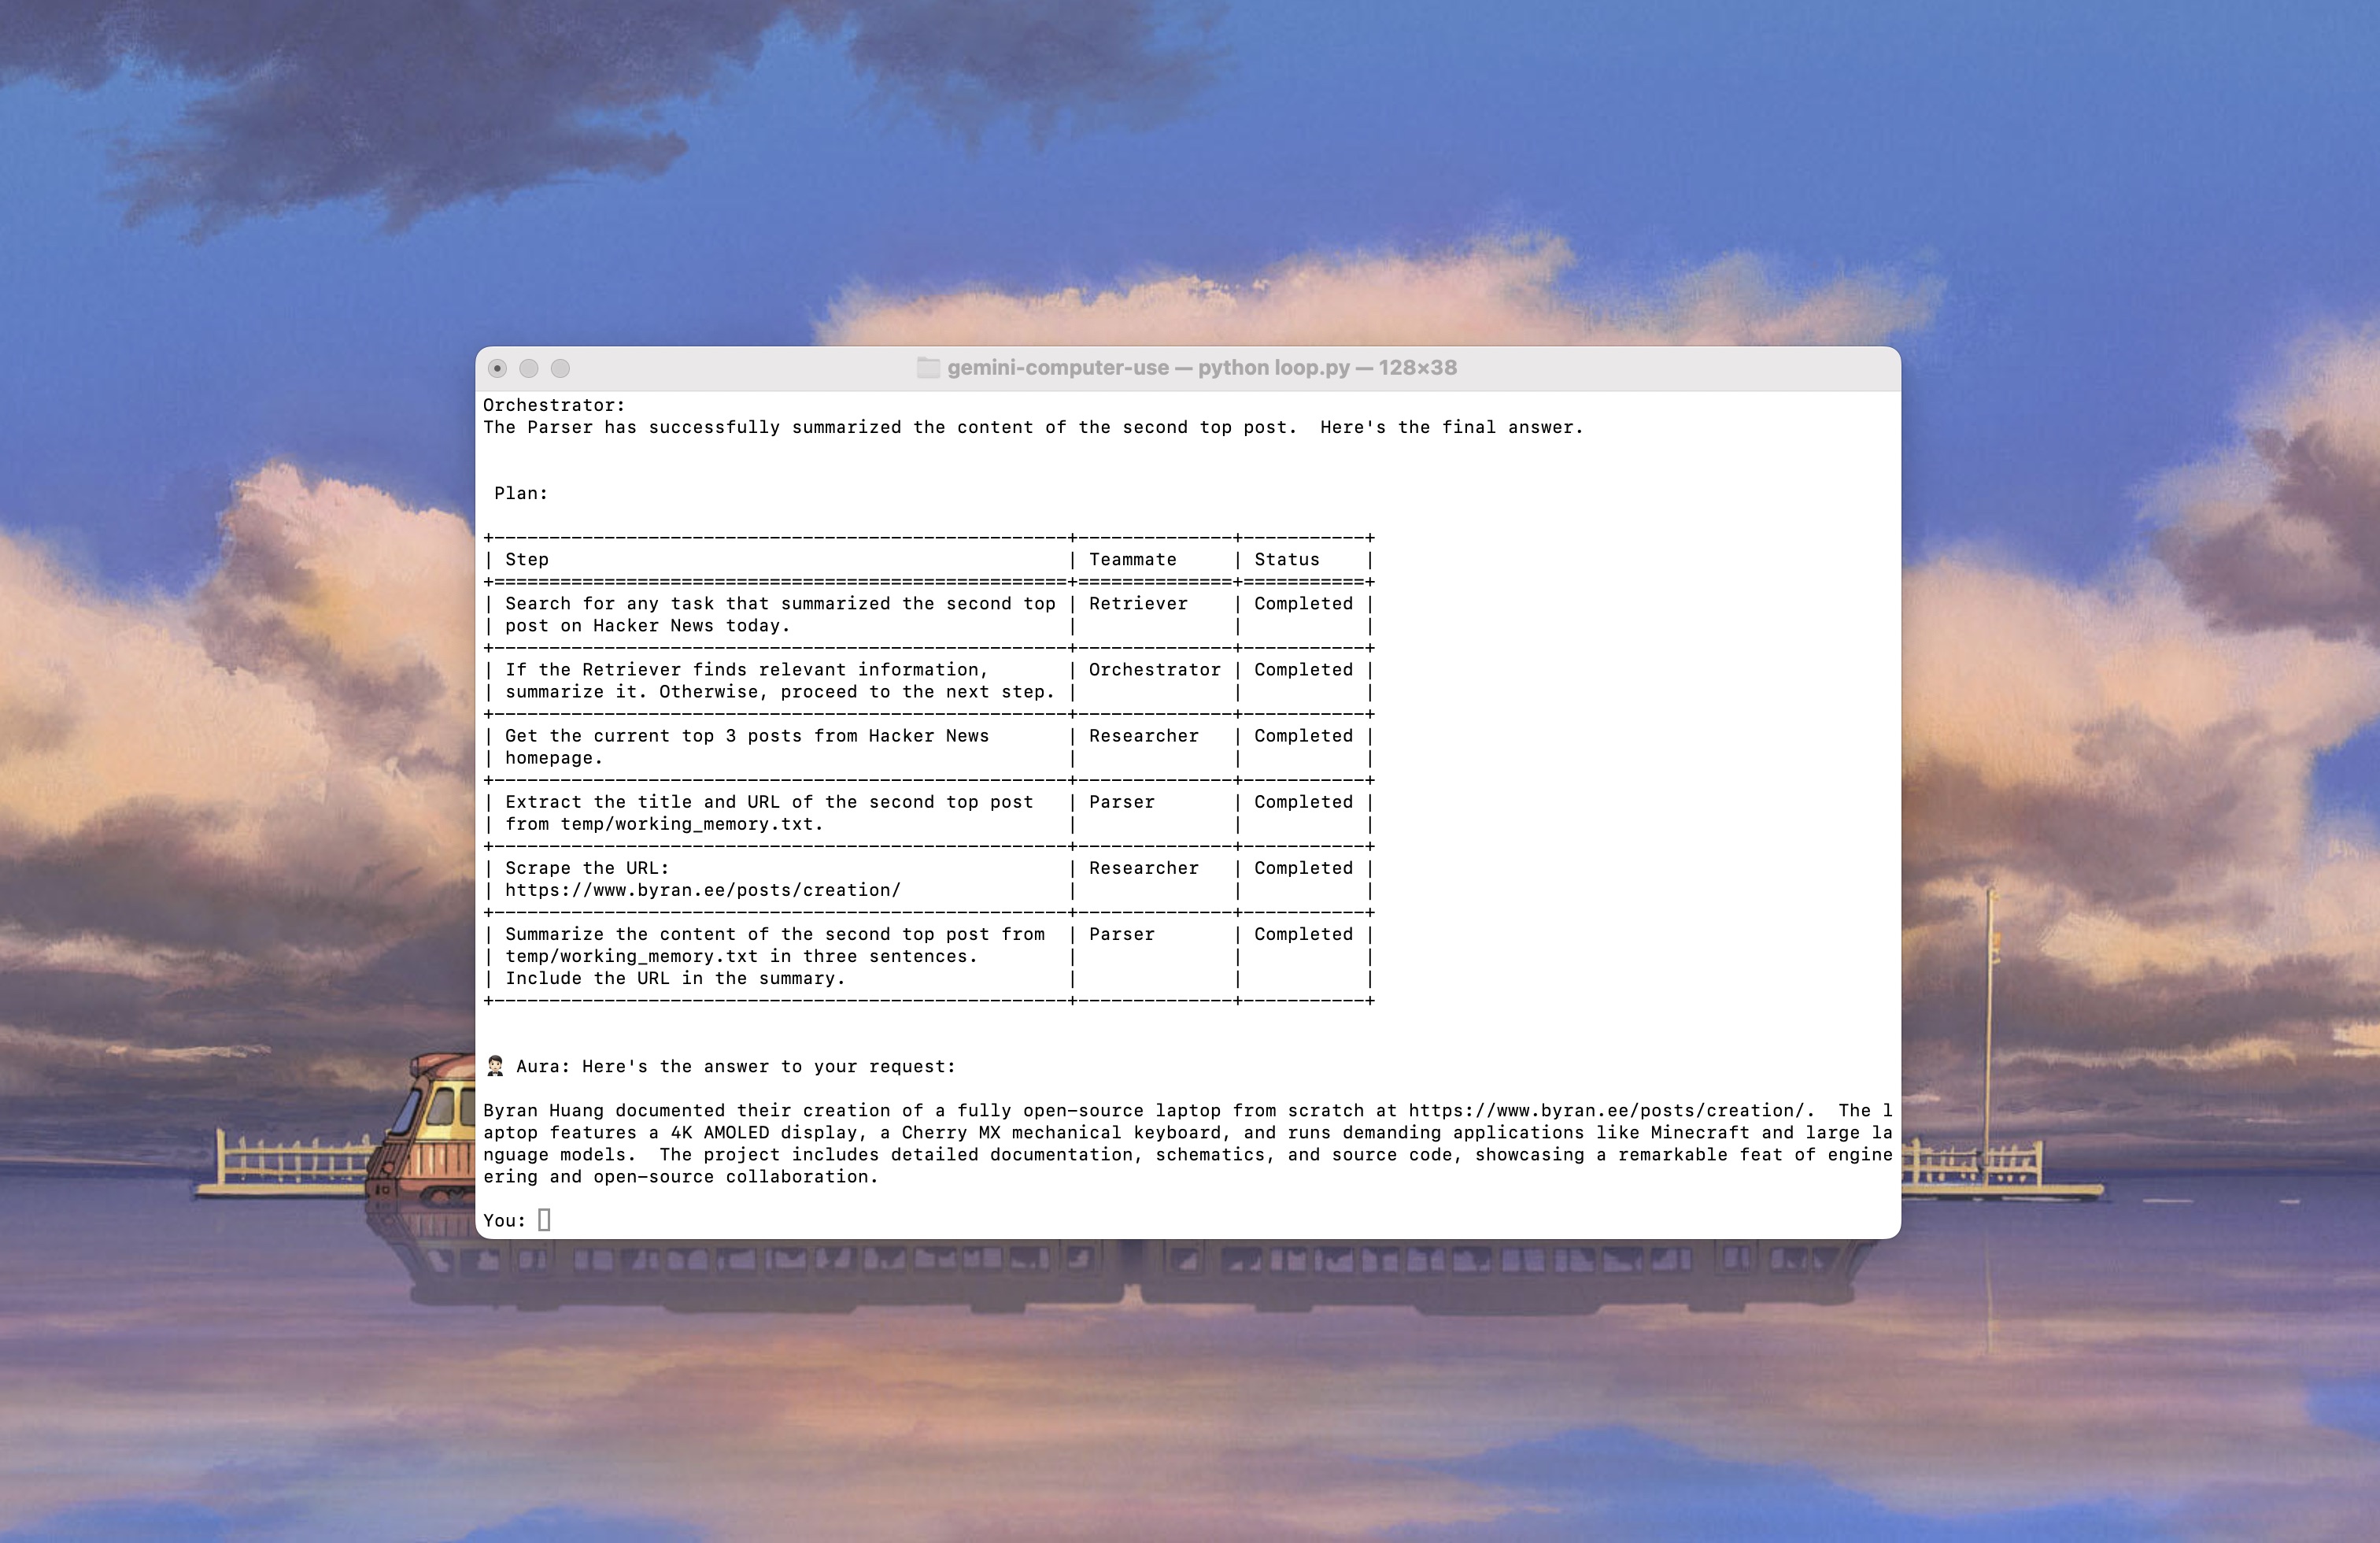 gemini-computer-use — python loop.py — 128×38
Orchestrator:
The Parser has successfully summarized the content of the second top post.  Here's the final answer.
Plan:
+----------------------------------------------------+--------------+-----------+
| Step                                               | Teammate     | Status    |
+====================================================+==============+===========+
| Search for any task that summarized the second top | Retriever    | Completed |
| post on Hacker News today.                         |              |           |
+----------------------------------------------------+--------------+-----------+
| If the Retriever finds relevant information,       | Orchestrator | Completed |
| summarize it. Otherwise, proceed to the next step. |              |           |
+----------------------------------------------------+--------------+-----------+
| Get the current top 3 posts from Hacker News       | Researcher   | Completed |
| homepage.                                          |              |           |
+----------------------------------------------------+--------------+-----------+
| Extract the title and URL of the second top post   | Parser       | Completed |
| from temp/working_memory.txt.                      |              |           |
+----------------------------------------------------+--------------+-----------+
| Scrape the URL:                                    | Researcher   | Completed |
| https://www.byran.ee/posts/creation/               |              |           |
+----------------------------------------------------+--------------+-----------+
| Summarize the content of the second top post from  | Parser       | Completed |
| temp/working_memory.txt in three sentences.        |              |           |
| Include the URL in the summary.                    |              |           |
+----------------------------------------------------+--------------+-----------+
🤵🏻 Aura: Here's the answer to your request:
Byran Huang documented their creation of a fully open-source laptop from scratch at https://www.byran.ee/posts/creation/.  The l
aptop features a 4K AMOLED display, a Cherry MX mechanical keyboard, and runs demanding applications like Minecraft and large la
nguage models.  The project includes detailed documentation, schematics, and source code, showcasing a remarkable feat of engine
ering and open-source collaboration.
You: